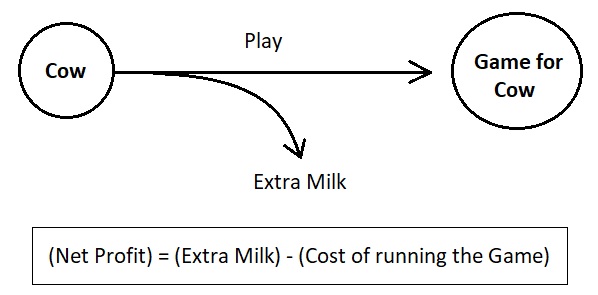 Play
Cow
Game for
Cow
Extra Milk
(Net Profit) = (Extra Milk) - (Cost of running the Game)